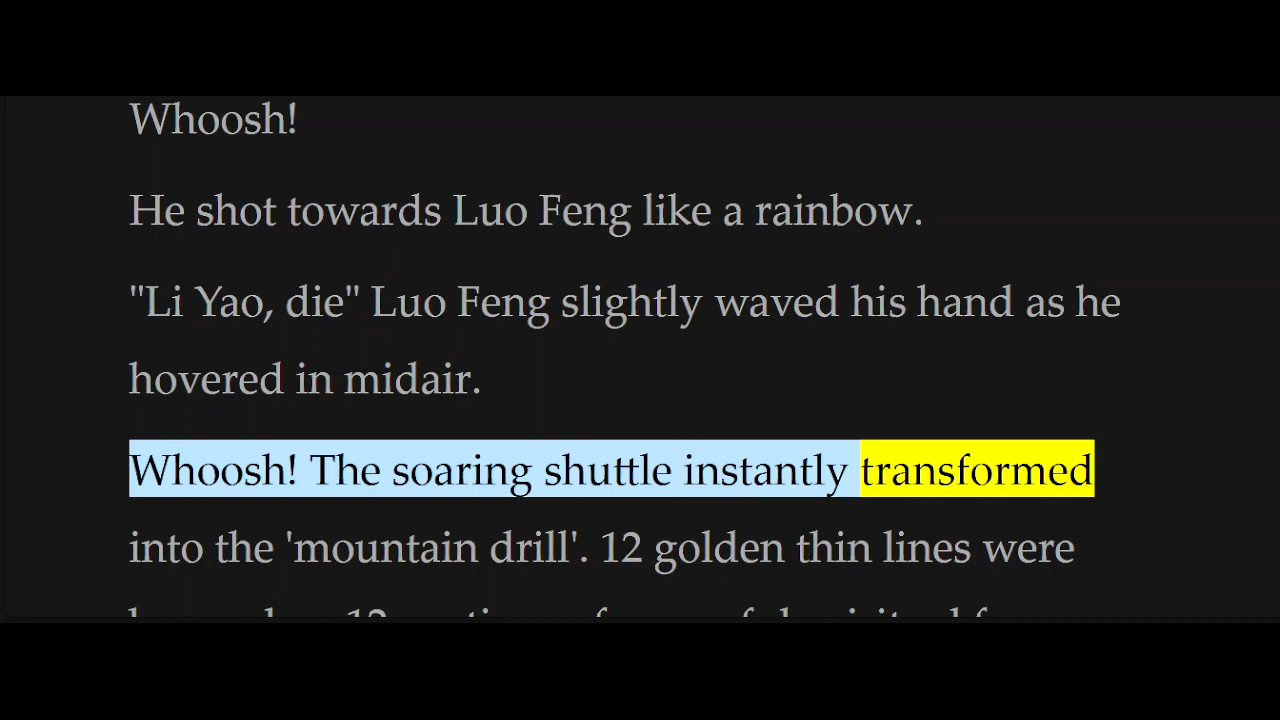 Whoosh!
He shot towards Luo Feng like a rainbow.
"Li Yao, die" Luo Feng slightly waved his hand as he
hovered in midair.
Whoosh! The soaring shuttle instantly transformed
into the 'mountain drill'. 12 golden thin lines were